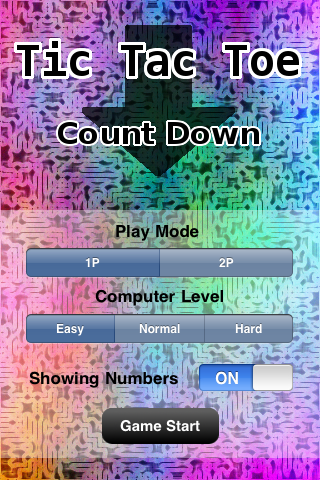 Tic Tac Toe
Count Down
Play Mode
1P 2P
Computer Level
Easy Normal Hard
Showing Numbers ON
Game Start